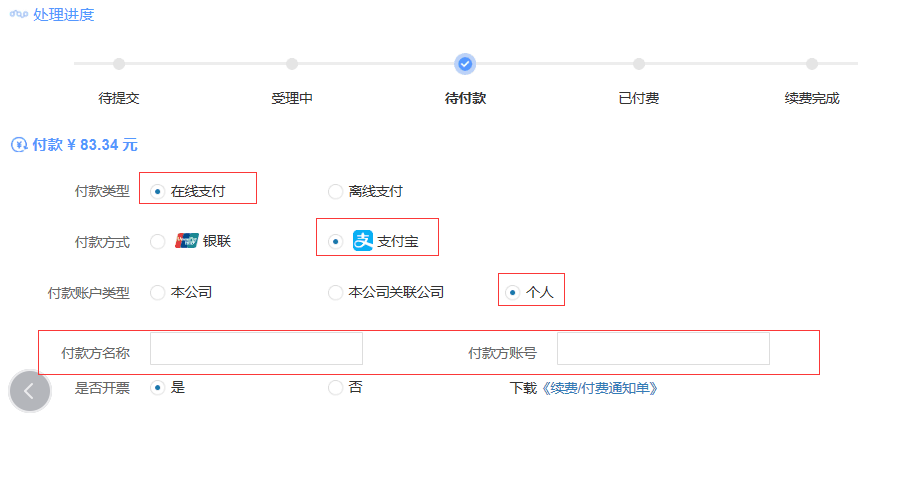 处理进度
待提交 受理中 待付款 已付费 续费完成
付款 ¥ 83.34 元
付款类型 在线支付 离线支付
付款方式 银联 支付宝
付款账户类型 本公司 本公司关联公司 个人
付款方名称 付款方账号
是否开票 是 否 下载《续费/付费通知单》